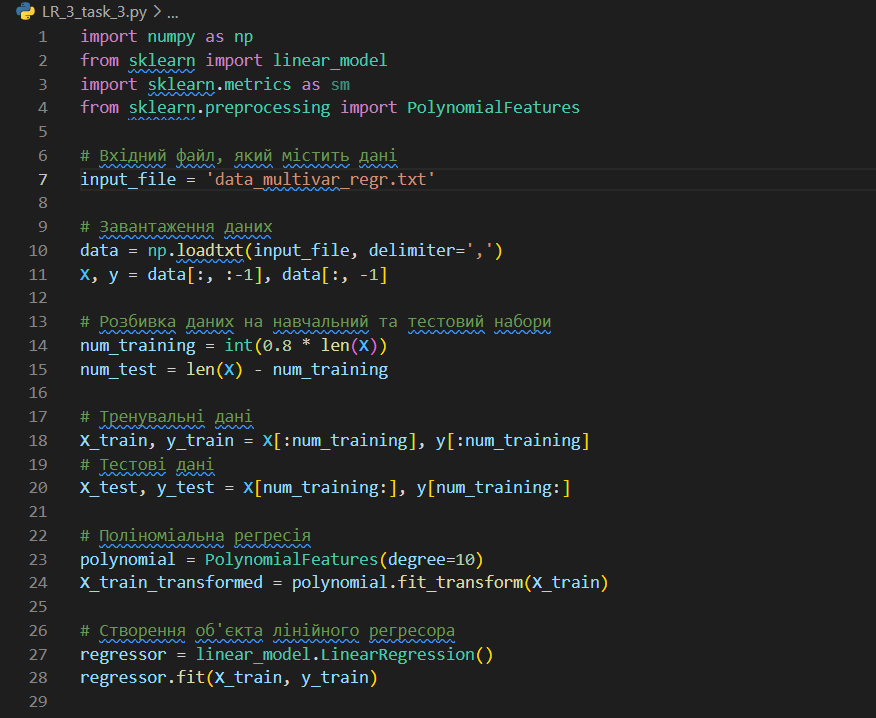 LR_3_task_3.py > ...
1 import numpy as np
2 from sklearn import linear_model
3 import sklearn.metrics as sm
4 from sklearn.preprocessing import PolynomialFeatures
5
6 # Вхідний файл, який містить дані
7 input_file = 'data_multivar_regr.txt'
8
9 # Завантаження даних
10 data = np.loadtxt(input_file, delimiter=',')
11 X, y = data[:, :-1], data[:, -1]
12
13 # Розбивка даних на навчальний та тестовий набори
14 num_training = int(0.8 * len(X))
15 num_test = len(X) - num_training
16
17 # Тренувальні дані
18 X_train, y_train = X[:num_training], y[:num_training]
19 # Тестові дані
20 X_test, y_test = X[num_training:], y[num_training:]
21
22 # Поліноміальна регресія
23 polynomial = PolynomialFeatures(degree=10)
24 X_train_transformed = polynomial.fit_transform(X_train)
25
26 # Створення об'єкта лінійного регресора
27 regressor = linear_model.LinearRegression()
28 regressor.fit(X_train, y_train)
29